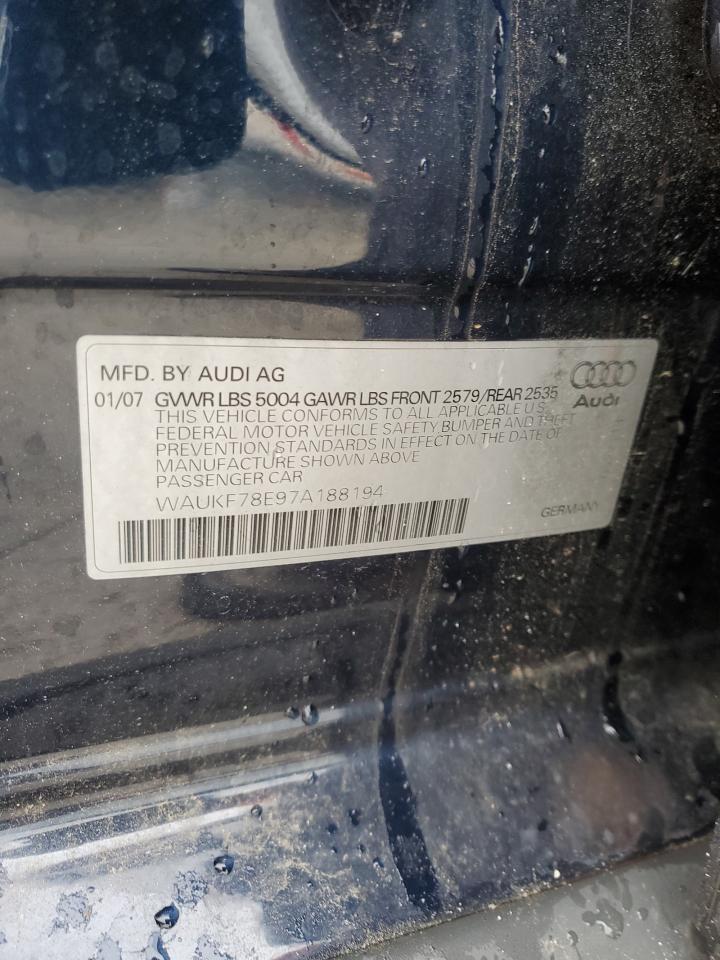 MFD. BY AUDI AG
01/07 GVWR LBS 5004 GAWR LBS FRONT 2579/REAR 2535
THIS VEHICLE CONFORMS TO ALL APPLICABLE U.S.
FEDERAL MOTOR VEHICLE SAFETY, BUMPER AND THEFT
PREVENTION STANDARDS IN EFFECT ON THE DATE OF
MANUFACTURE SHOWN ABOVE
PASSENGER CAR
WAUKF78E97A188194
Audi
GERMANY